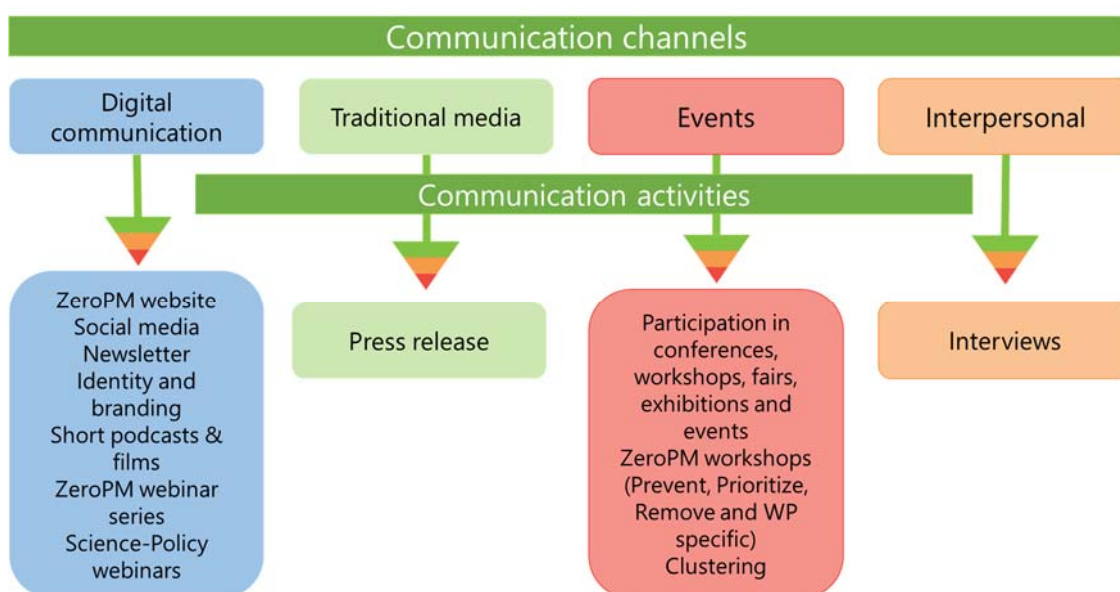 Communication channels
Digital
communication
Traditional media
Events
Interpersonal
Communication activities
ZeroPM website
Social media
Newsletter
Identity and
branding
Short podcasts &
films
ZeroPM webinar
series
Science-Policy
webinars
Press release
Participation in
conferences,
workshops, fairs,
exhibitions and
events
ZeroPM workshops
(Prevent, Prioritize,
Remove and WP
specific)
Clustering
Interviews